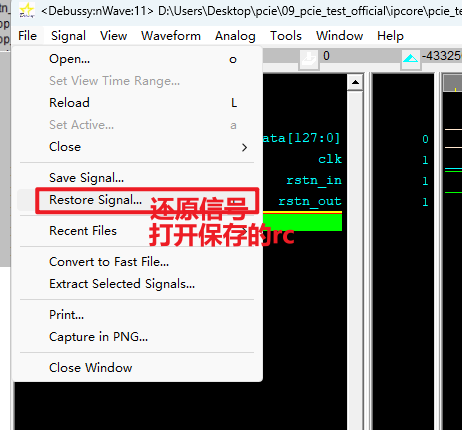 <Debussy:nWave:11> D:\Users\Desktop\pcie\09_pcie_test_official\ipcore\pcie_te
File Signal View Waveform Analog Tools Window Help
0 -43325
Open... o
Set View Time Range...
Reload L
Set Active... a
Close
Save Signal...
Restore Signal...
Recent Files
Convert to Fast File...
Extract Selected Signals...
Print...
Capture in PNG...
Close Window
还原信号
打开保存的rc
ata[127:0] 0
clk 1
rstn_in 1
rstn_out 1